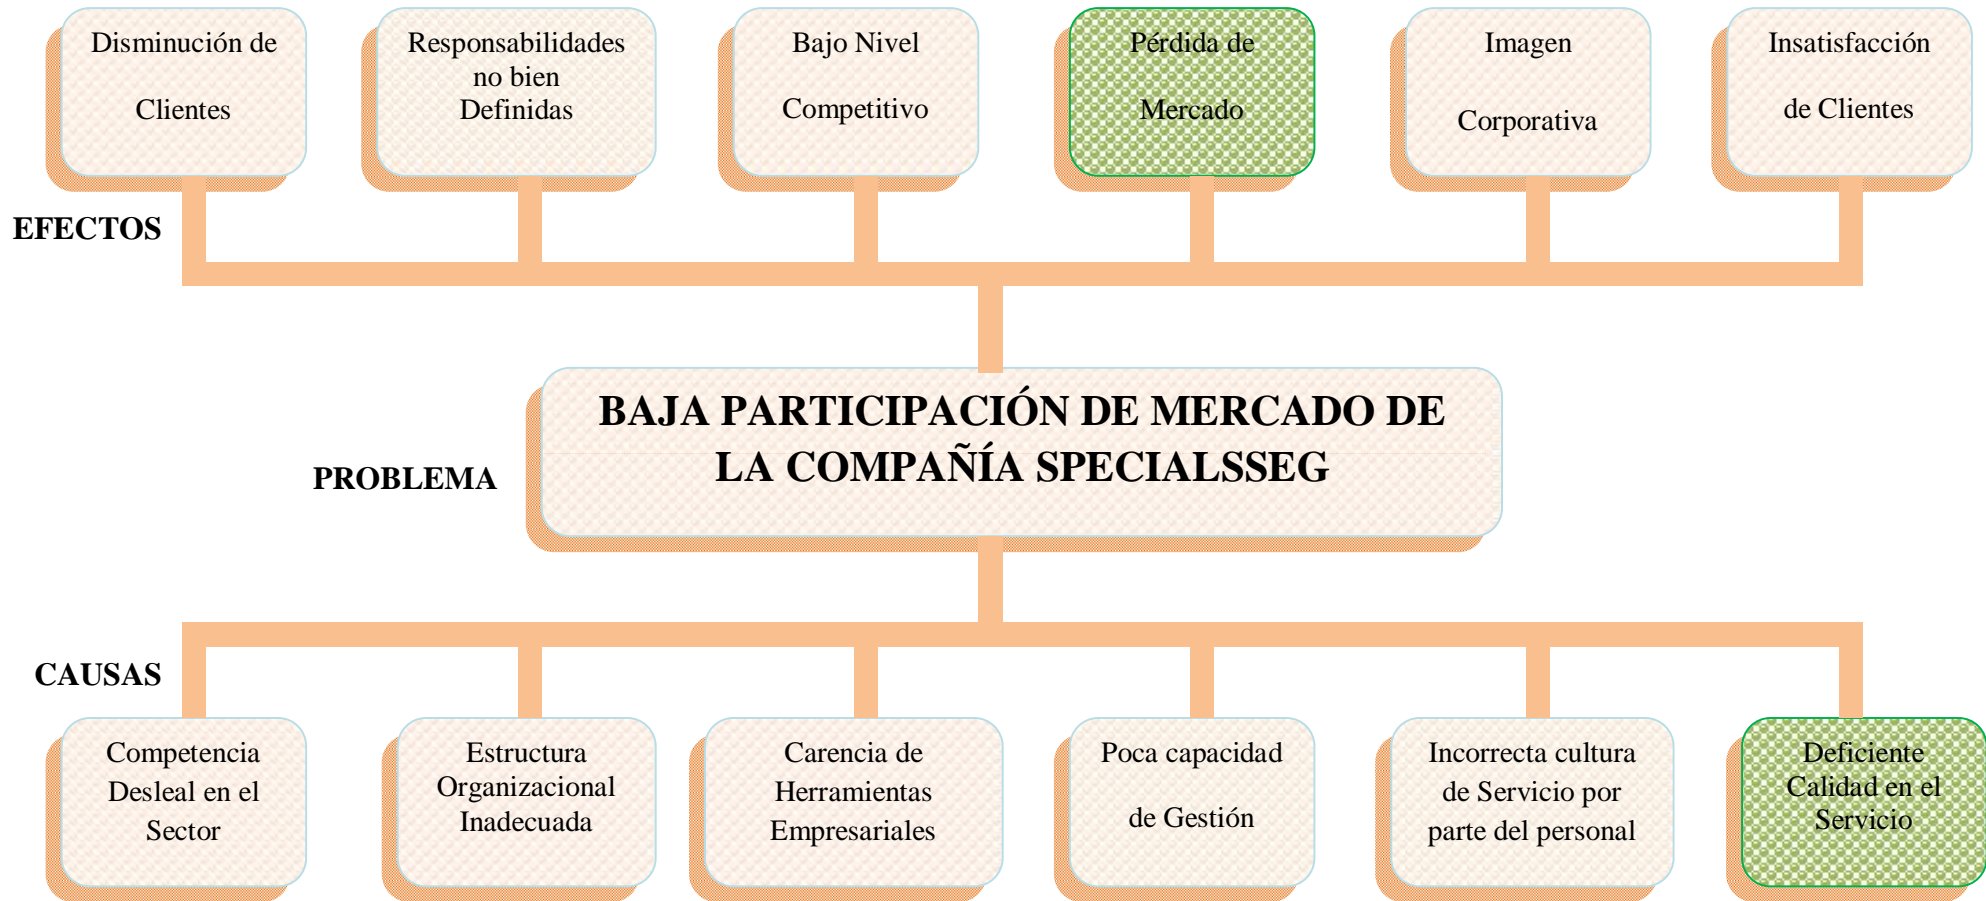 Disminución de
Clientes
Responsabilidades
no bien
Definidas
Bajo Nivel
Competitivo
Pérdida de
Mercado
Imagen
Corporativa
Insatisfacción
de Clientes
EFECTOS
BAJA PARTICIPACIÓN DE MERCADO DE
LA COMPAÑÍA SPECIALSSEG
PROBLEMA
CAUSAS
Competencia
Desleal en el
Sector
Estructura
Organizacional
Inadecuada
Carencia de
Herramientas
Empresariales
Poca capacidad
de Gestión
Incorrecta cultura
de Servicio por
parte del personal
Deficiente
Calidad en el
Servicio